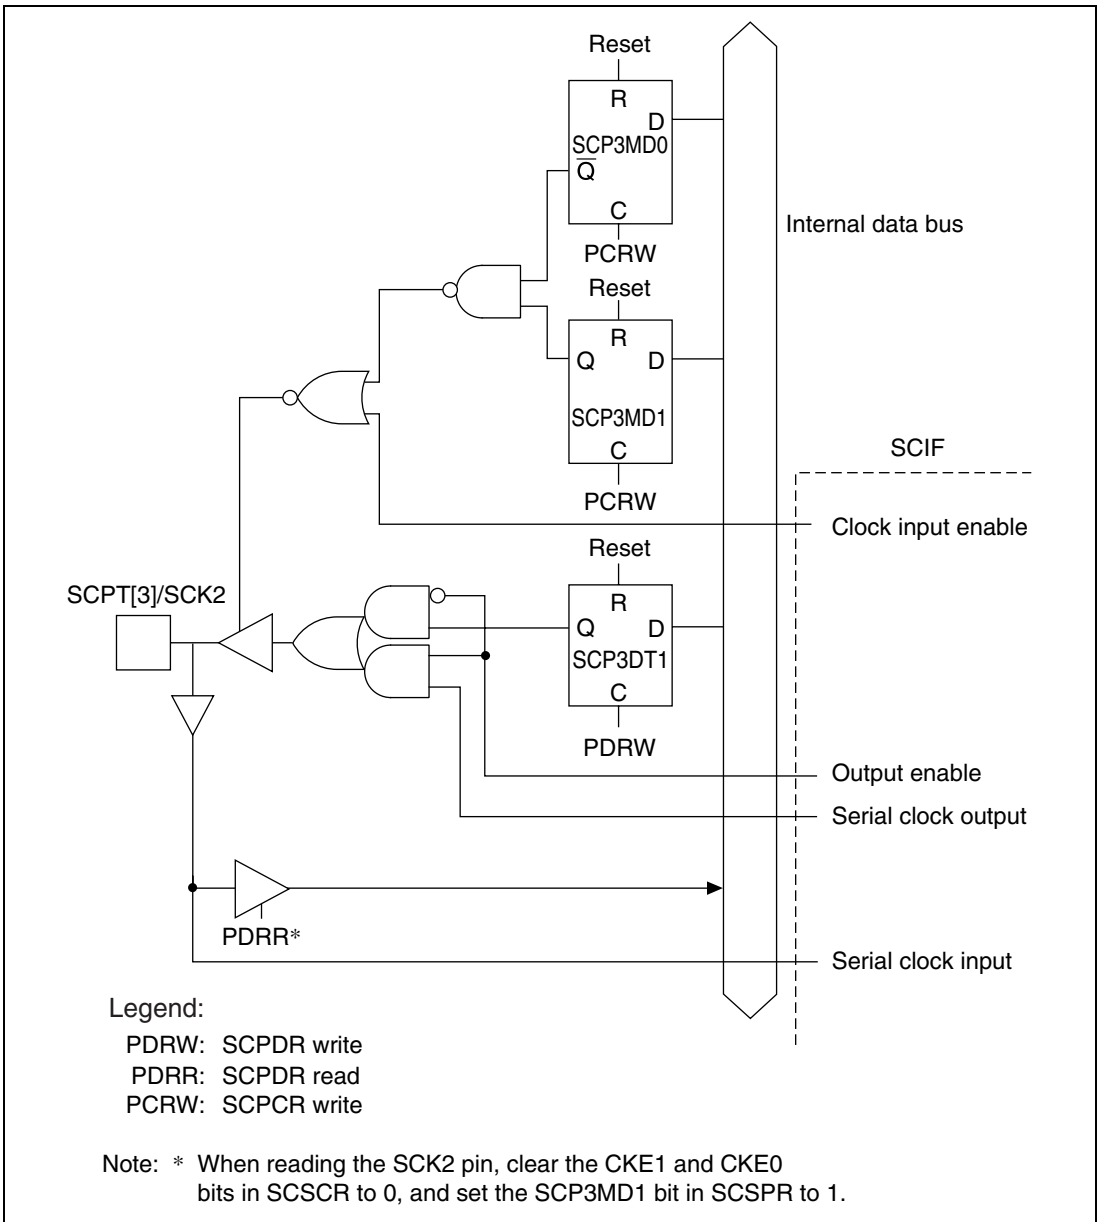 Reset
R
D
SCP3MD0
Q
C
PCRW
Internal data bus
Reset
R
Q D
SCP3MD1
C
PCRW
SCIF
Clock input enable
Reset
SCPT[3]/SCK2
R
Q D
SCP3DT1
C
PDRW
Output enable
Serial clock output
PDRR*
Serial clock input
Legend:
PDRW: SCPDR write
PDRR: SCPDR read
PCRW: SCPCR write
Note: * When reading the SCK2 pin, clear the CKE1 and CKE0
bits in SCSCR to 0, and set the SCP3MD1 bit in SCSPR to 1.